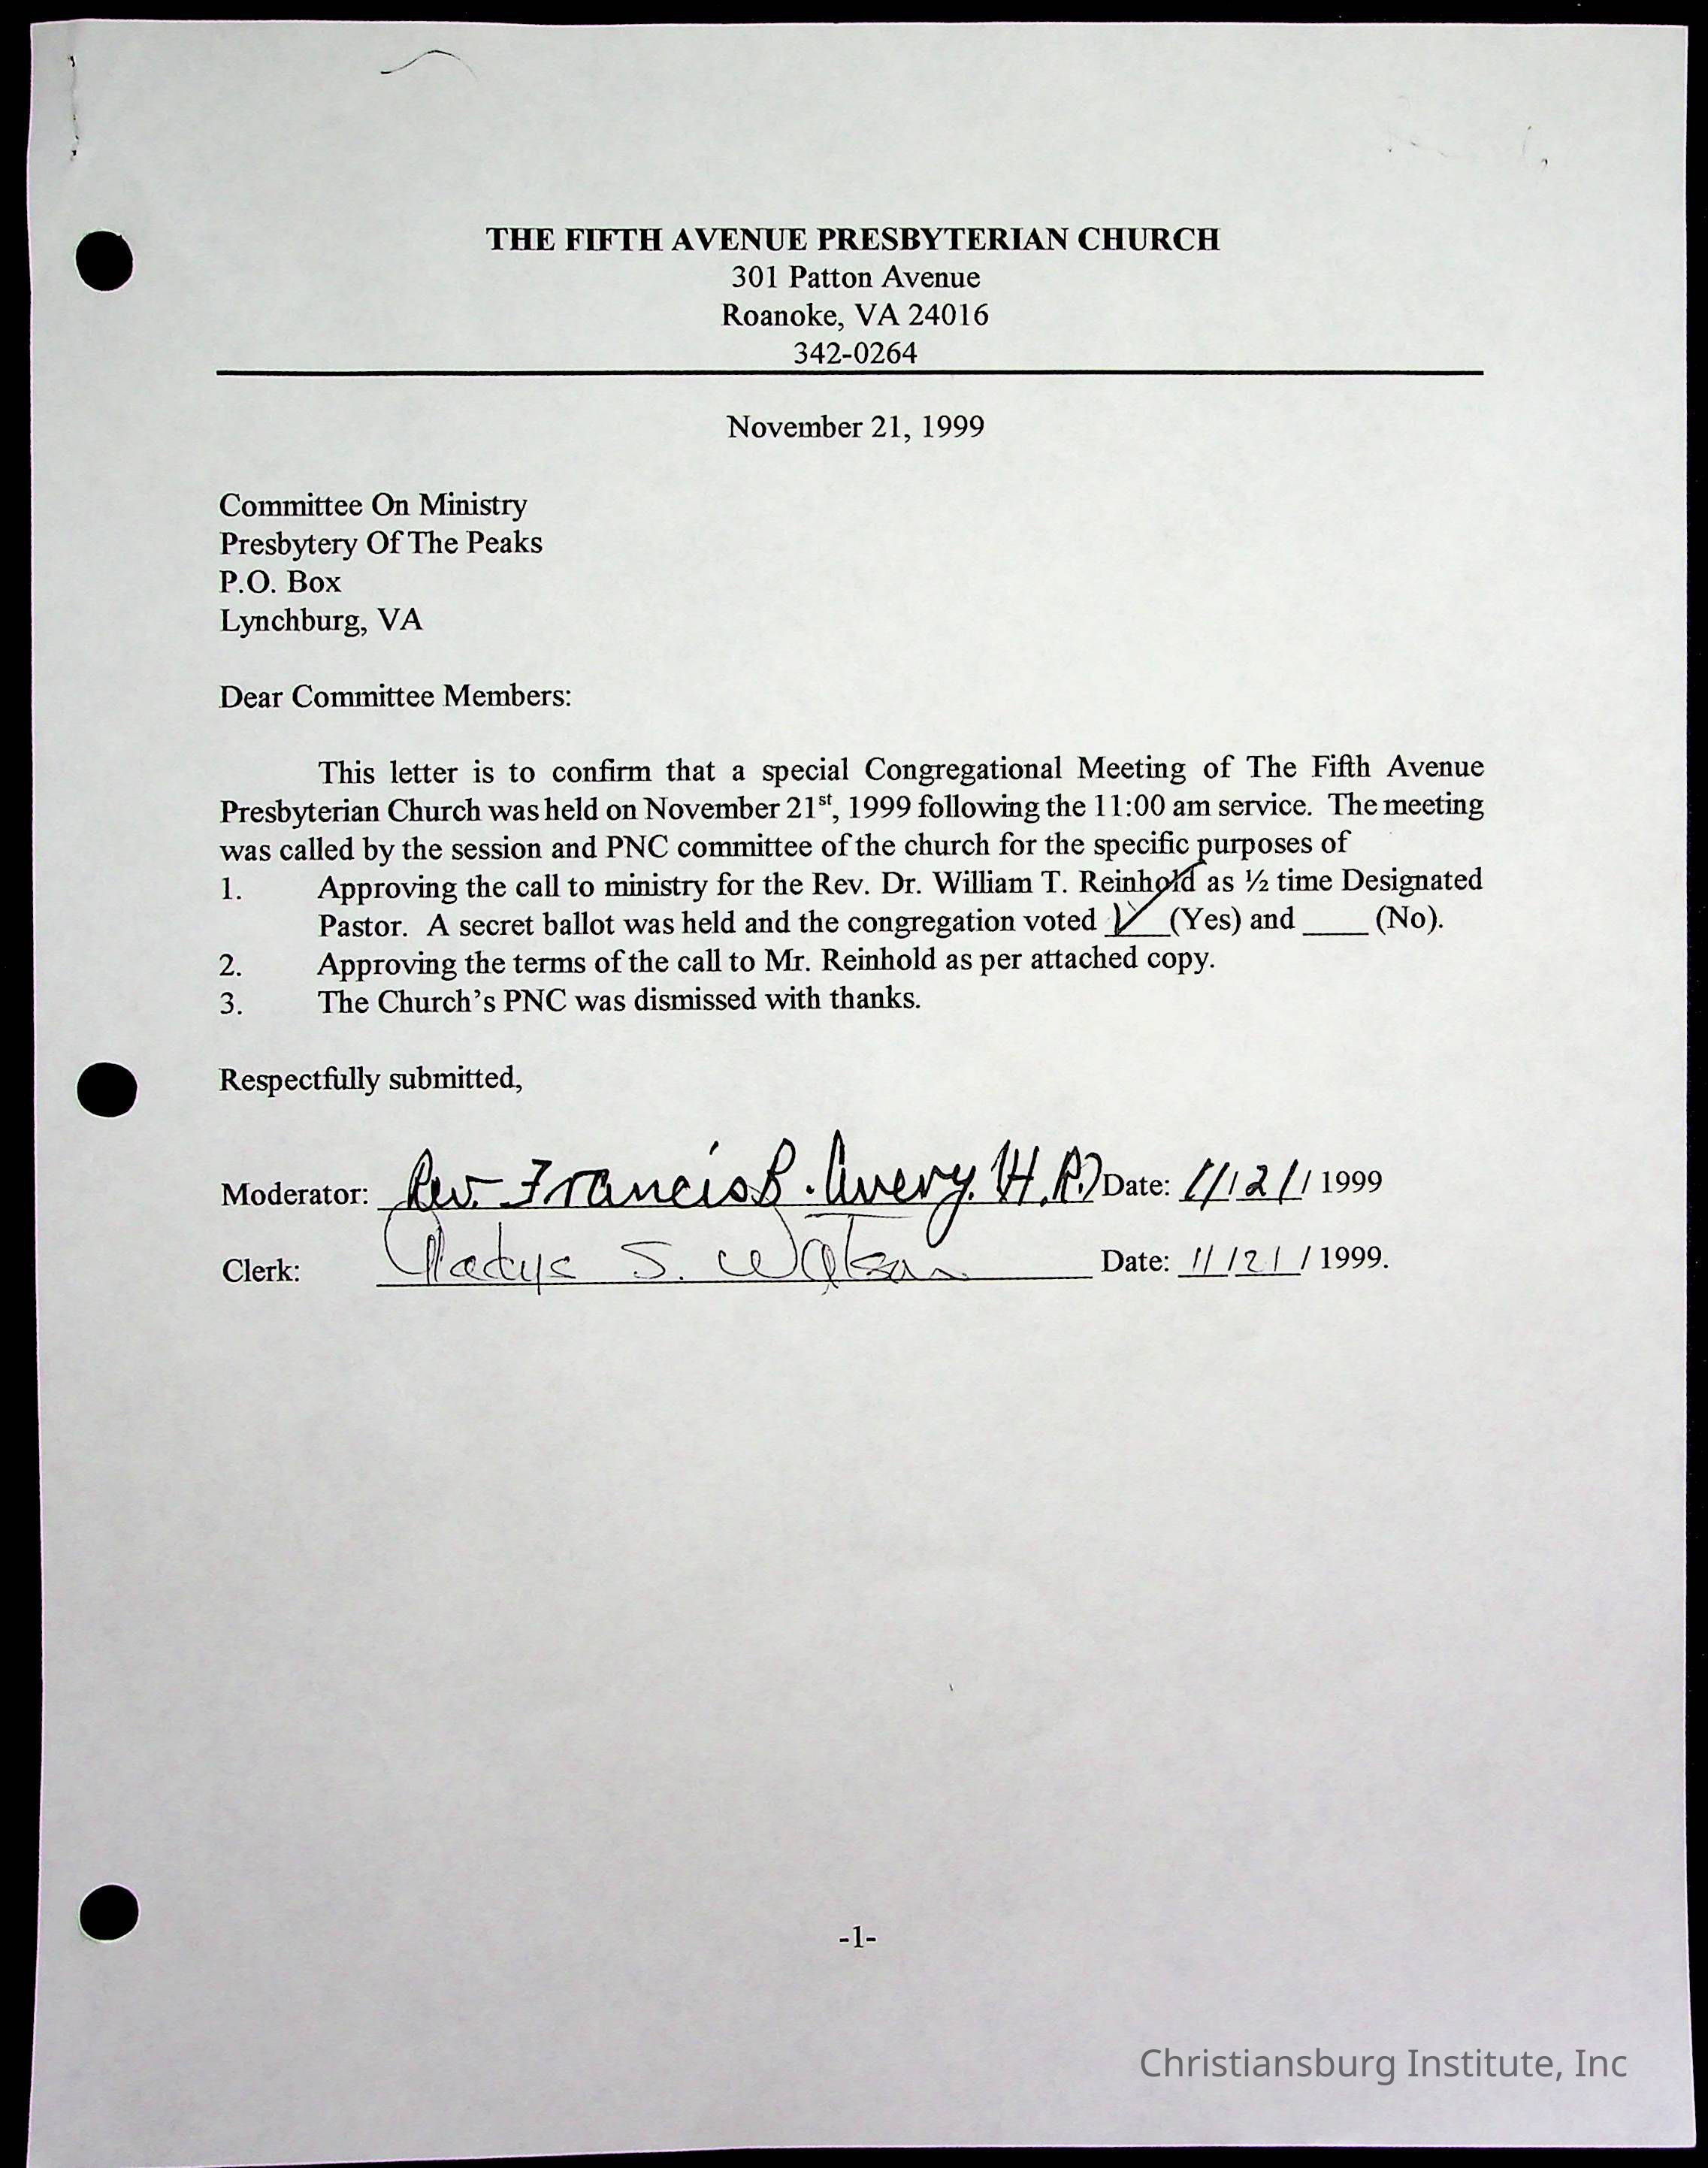 THE FIFTH AVENUE PRESBYTERIAN CHURCH
301 Patton Avenue
Roanoke, VA 24016
342-0264
November 21, 1999
Committee On Ministry
Presbytery Of The Peaks
P.O. Box
Lynchburg, VA
Dear Committee Members:
This letter is to confirm that a special Congregational Meeting of The Fifth Avenue
Presbyterian Church was held on November 21st, 1999 following the 11:00 am service. The meeting
was called by the session and PNC committee of the church for the specific purposes of
1. Approving the call to ministry for the Rev. Dr. William T. Reinhold as ½ time Designated
Pastor. A secret ballot was held and the congregation voted ✓ (Yes) and ____ (No).
2. Approving the terms of the call to Mr. Reinhold as per attached copy.
3. The Church's PNC was dismissed with thanks.
Respectfully submitted,
Moderator: Rev. Francis B. Avery. (H.R.) Date: 11/21/1999
Clerk: Gladys S. Watson Date: 11/21/1999.
-1-
Christiansburg Institute, Inc